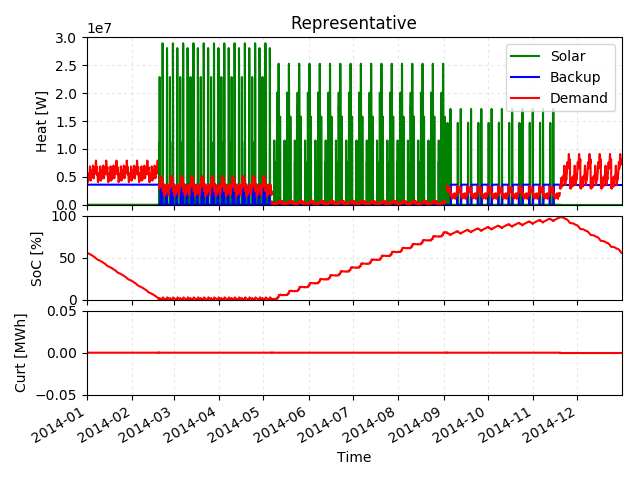 Representative
1e7
3.0
2.5
2.0
1.5
1.0
0.5
0.0
Heat [W]
Solar
Backup
Demand
100
50
0
SoC [%]
0.05
0.00
−0.05
Curt [MWh]
2014-01
2014-02
2014-03
2014-04
2014-05
2014-06
2014-07
2014-08
2014-09
2014-10
2014-11
2014-12
Time